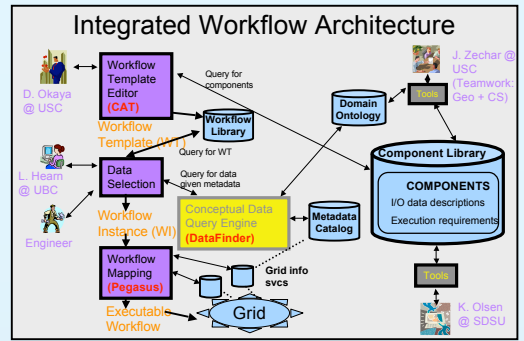 Integrated Workflow Architecture
D. Okaya
@ USC
Workflow
Template
Editor
(CAT)
Query for
components
J. Zechar @
USC
(Teamwork:
Geo + CS)
Tools
Domain
Ontology
Workflow
Template (WT)
Workflow
Library
Query for WT
Component Library
L. Hearn
@ UBC
Data
Selection
Query for data
given metadata
COMPONENTS
I/O data descriptions
Execution requirements
Conceptual Data
Query Engine
(DataFinder)
Metadata
Catalog
Engineer
Workflow
Instance (WI)
Workflow
Mapping
(Pegasus)
Grid info
svcs
Tools
Executable
Workflow
Grid
K. Olsen
@ SDSU